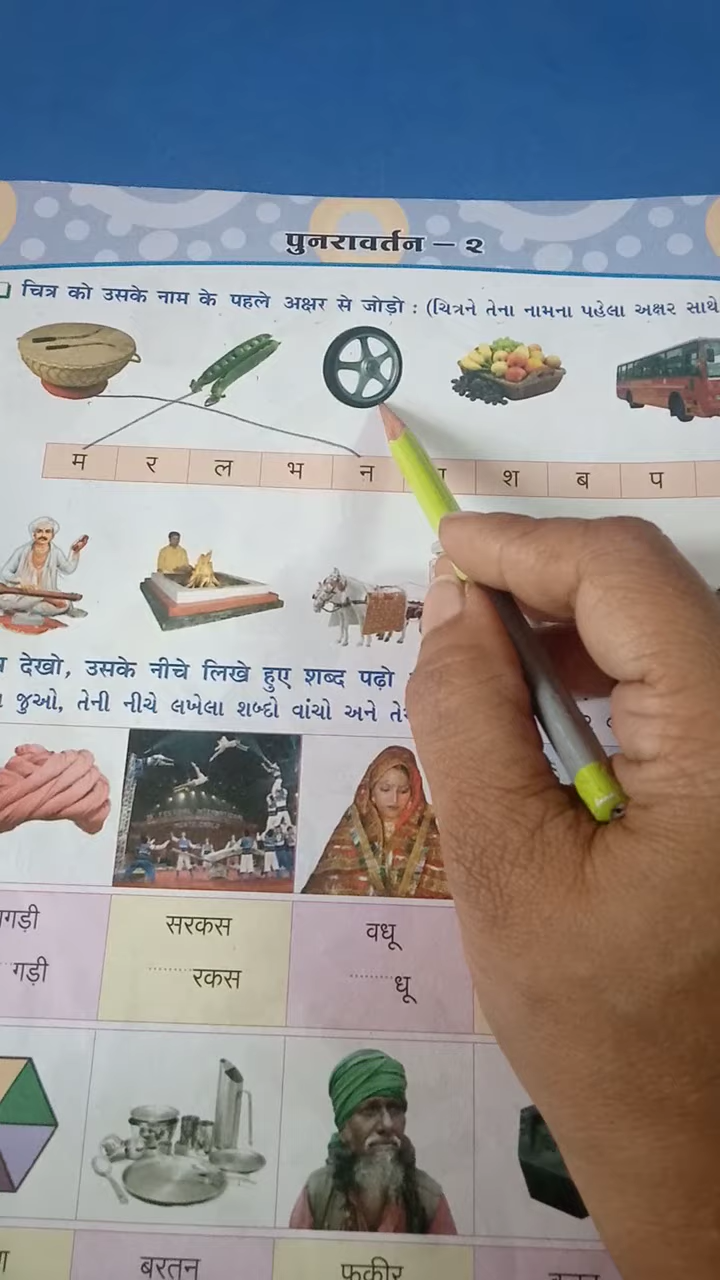 पुनरावर्तन – २
चित्र को उसके नाम के पहले अक्षर से जोड़ो : (ચિત્રને તેના નામના પહેલા અક્ષર સાથે
म र ल भ न श ब प
देखो, उसके नीचे लिखे हुए शब्द पढ़ो
જુઓ, તેની નીચે લખેલા શબ્દો વાંચો અને
गड़ी सरकस वधू
गड़ी ........रकस ........धू
बरतन फकीर